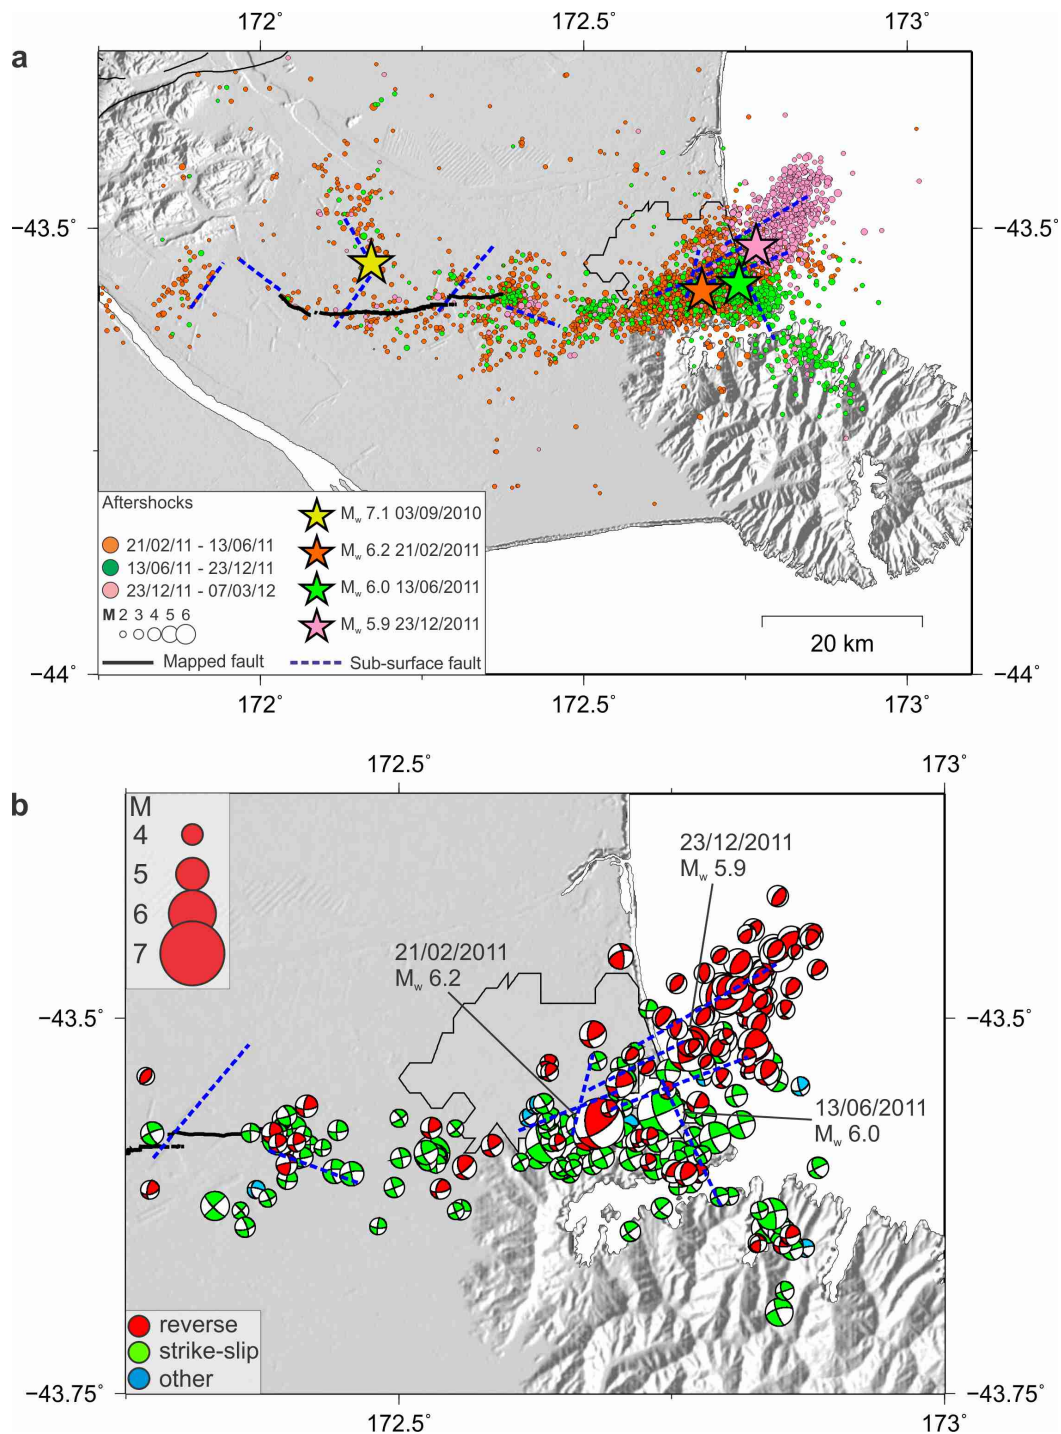 172˚ 172.5˚ 173˚
a
−43.5˚ −43.5˚
Aftershocks
21/02/11 - 13/06/11
13/06/11 - 23/12/11
23/12/11 - 07/03/12
M 2 3 4 5 6
Mw 7.1 03/09/2010
Mw 6.2 21/02/2011
Mw 6.0 13/06/2011
Mw 5.9 23/12/2011
Mapped fault Sub-surface fault
20 km
−44˚ −44˚
172˚ 172.5˚ 173˚
172.5˚ 173˚
b
M
4
5
6
7
23/12/2011
Mw 5.9
21/02/2011
Mw 6.2
−43.5˚ −43.5˚
13/06/2011
Mw 6.0
reverse
strike-slip
other
−43.75˚ −43.75˚
172.5˚ 173˚